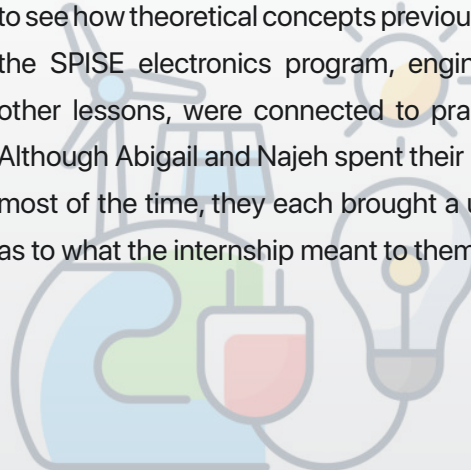 to see how theoretical concepts previou
the SPISE electronics program, engin
other lessons, were connected to pra
Although Abigail and Najeh spent their
most of the time, they each brought a u
as to what the internship meant to them